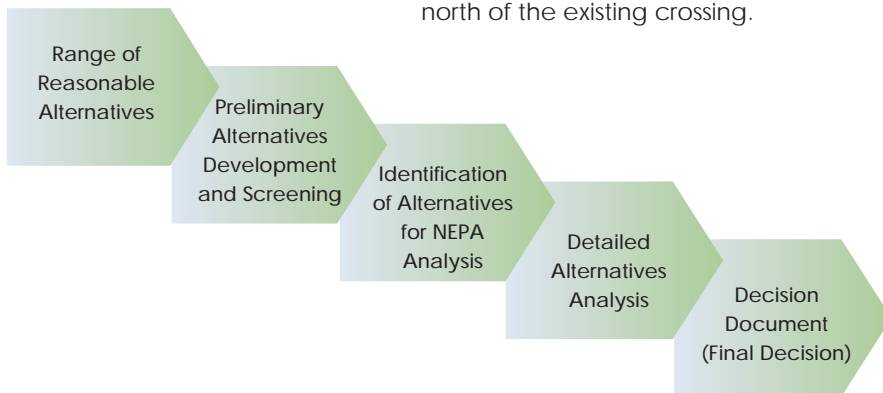 north of the existing crossing.
Range of
Reasonable
Alternatives
Preliminary
Alternatives
Development
and Screening
Identification
of Alternatives
for NEPA
Analysis
Detailed
Alternatives
Analysis
Decision
Document
(Final Decision)